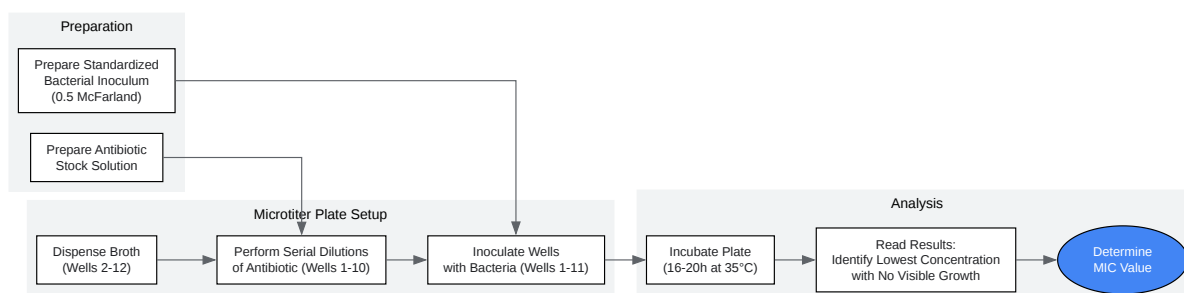 Preparation
Prepare Standardized
Bacterial Inoculum
(0.5 McFarland)
Prepare Antibiotic
Stock Solution
Microtiter Plate Setup
Dispense Broth
(Wells 2-12)
Perform Serial Dilutions
of Antibiotic (Wells 1-10)
Inoculate Wells
with Bacteria (Wells 1-11)
Analysis
Incubate Plate
(16-20h at 35°C)
Read Results:
Identify Lowest Concentration
with No Visible Growth
Determine
MIC Value